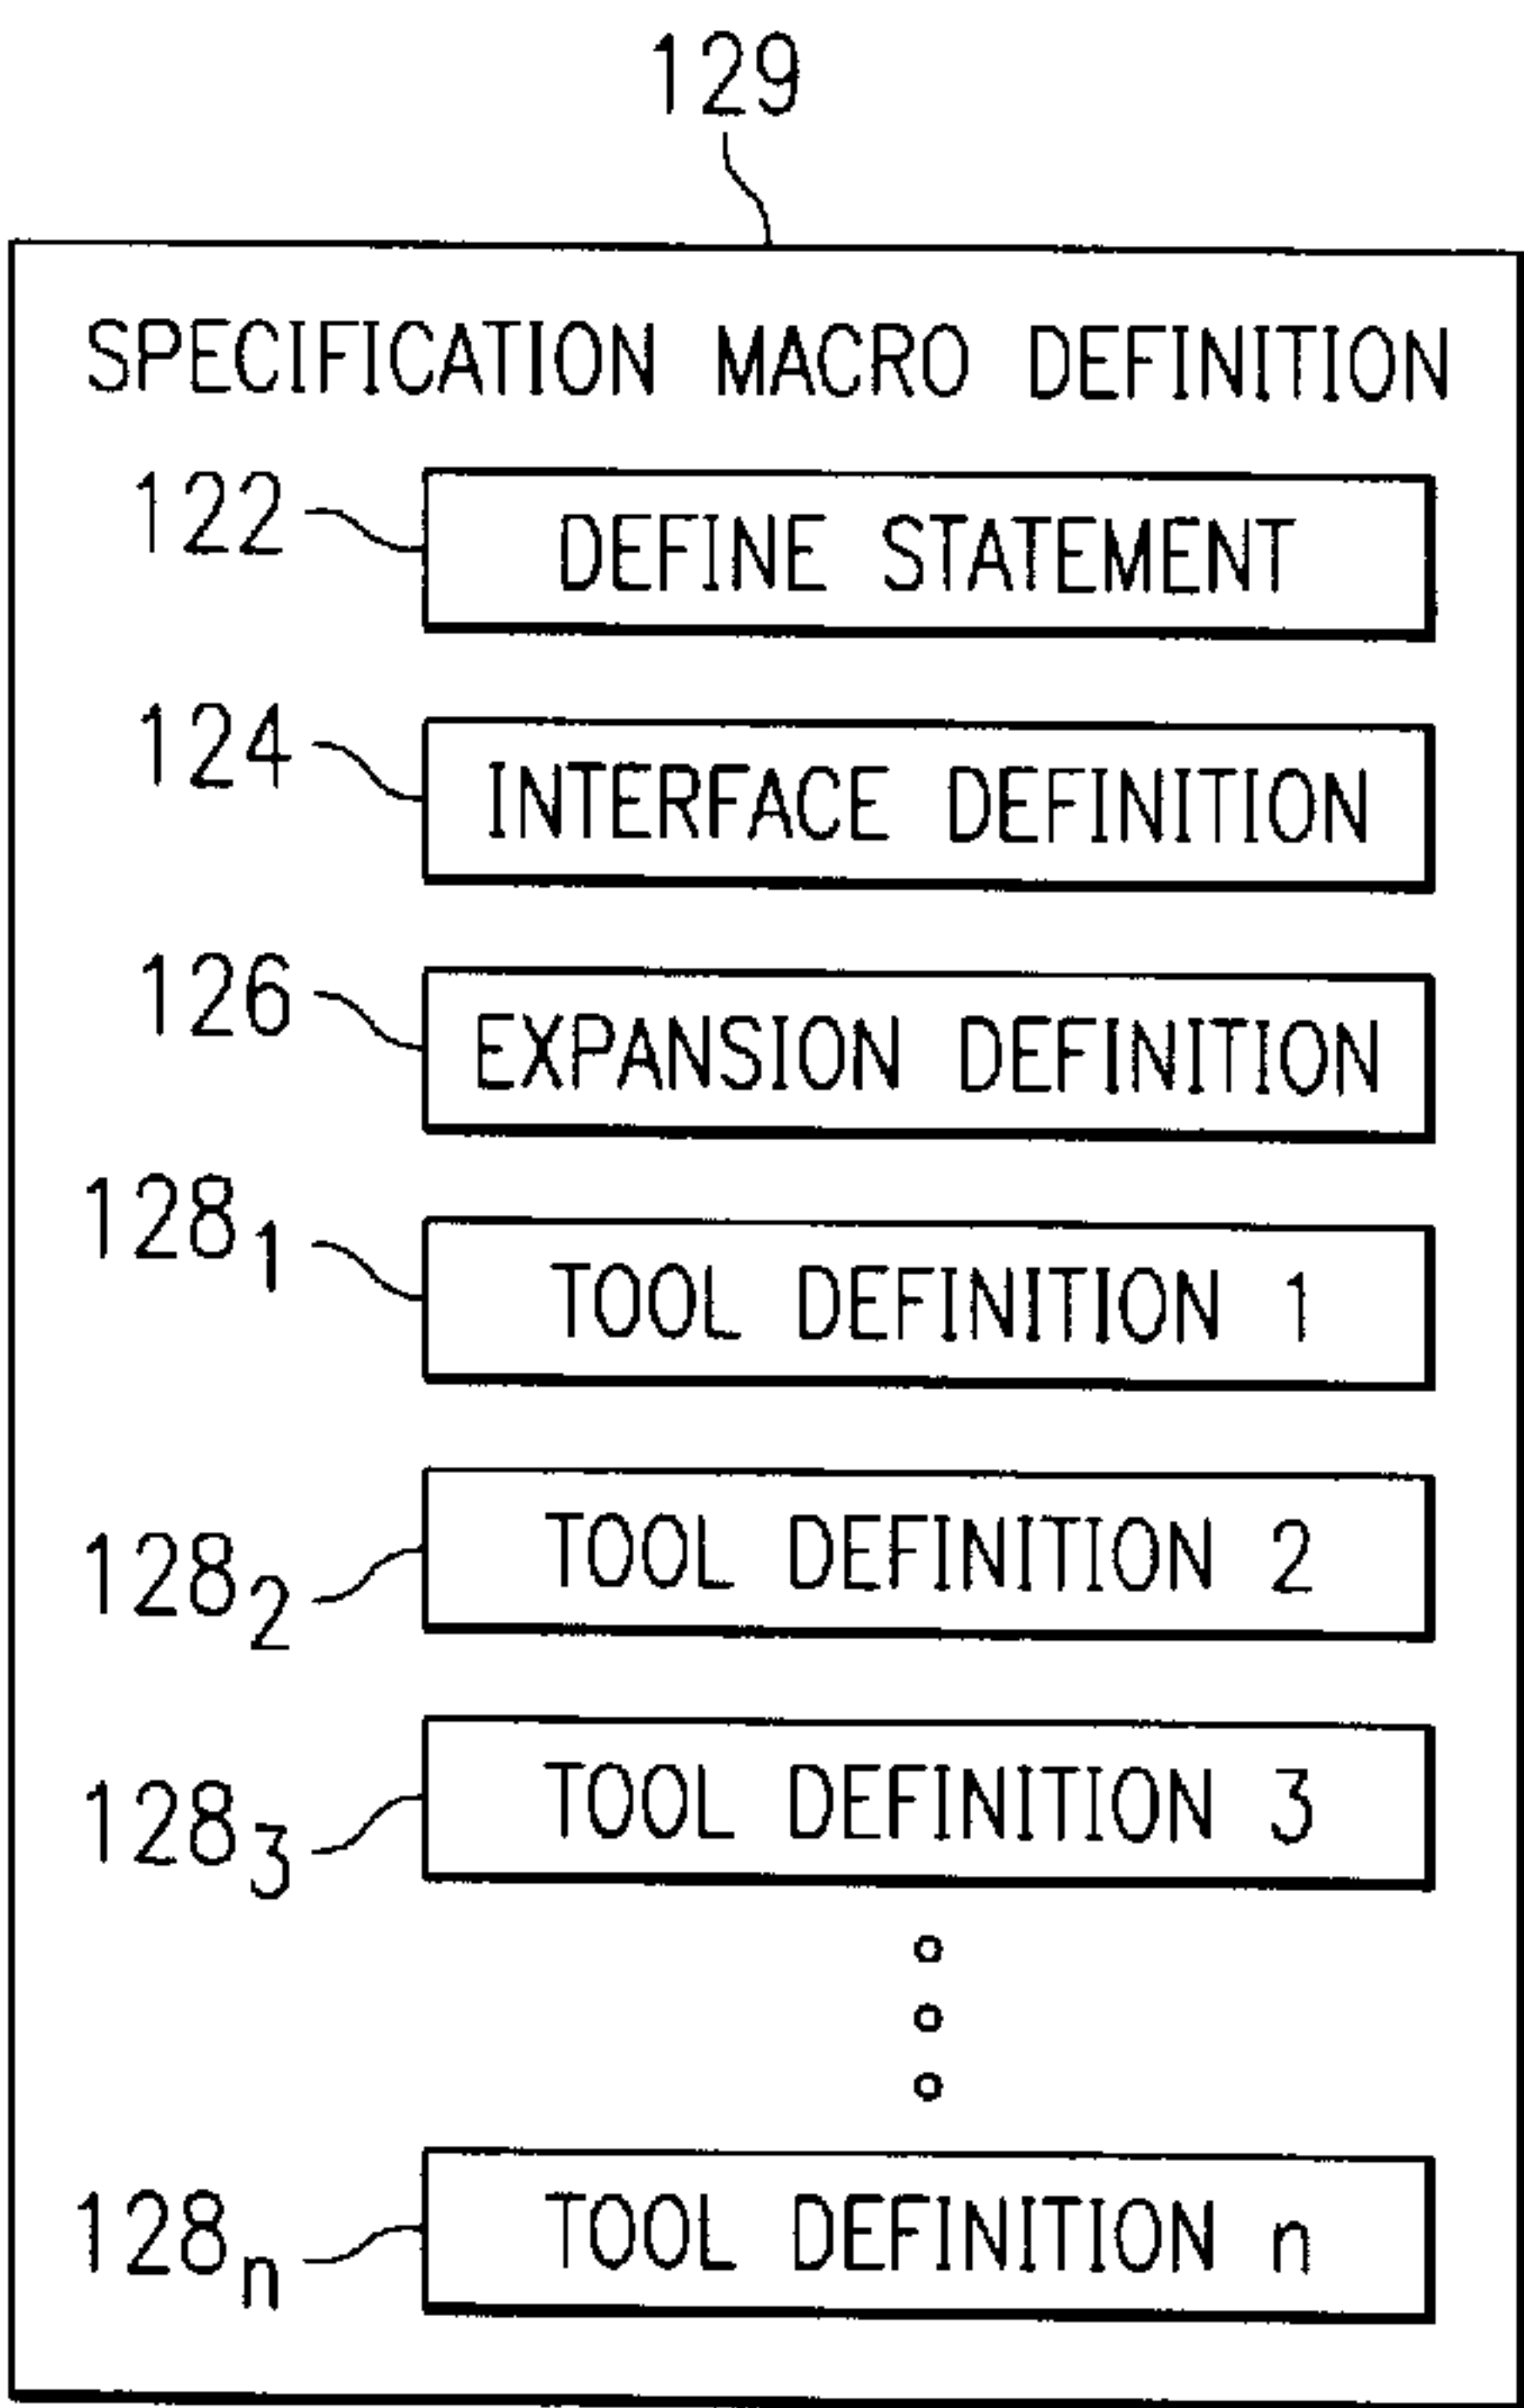 129
SPECIFICATION MACRO DEFINITION
122 DEFINE STATEMENT
124 INTERFACE DEFINITION
126 EXPANSION DEFINITION
128₁ TOOL DEFINITION 1
128₂ TOOL DEFINITION 2
128₃ TOOL DEFINITION 3
128ₙ TOOL DEFINITION n